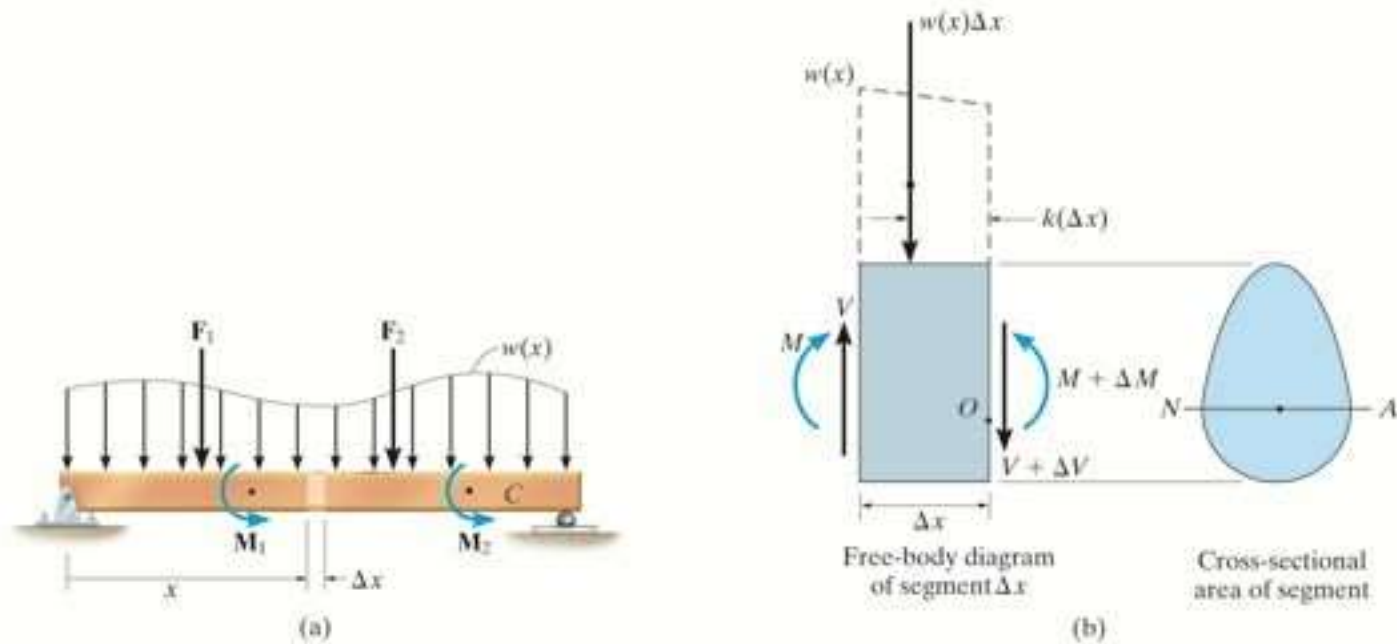 F₁
F₂
w(x)
C
M₁
M₂
x
Δx
(a)
w(x)Δx
w(x)
k(Δx)
V
M
O
M + ΔM
V + ΔV
Δx
Free-body diagram
of segment Δx
N
A
Cross-sectional
area of segment
(b)